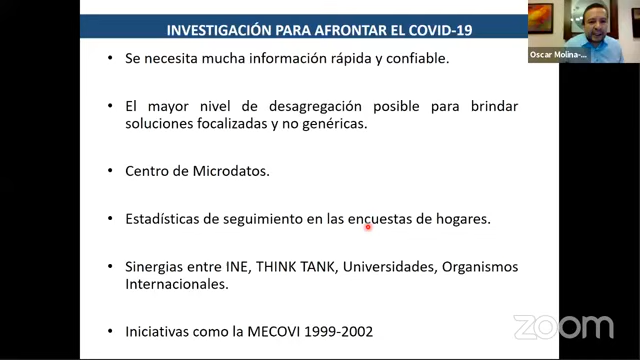 INVESTIGACIÓN PARA AFRONTAR EL COVID-19
• Se necesita mucha información rápida y confiable.
• El mayor nivel de desagregación posible para brindar
soluciones focalizadas y no genéricas.
• Centro de Microdatos.
• Estadísticas de seguimiento en las encuestas de hogares.
• Sinergias entre INE, THINK TANK, Universidades, Organismos
Internacionales.
• Iniciativas como la MECOVI 1999-2002
Oscar Molina-...
zoom